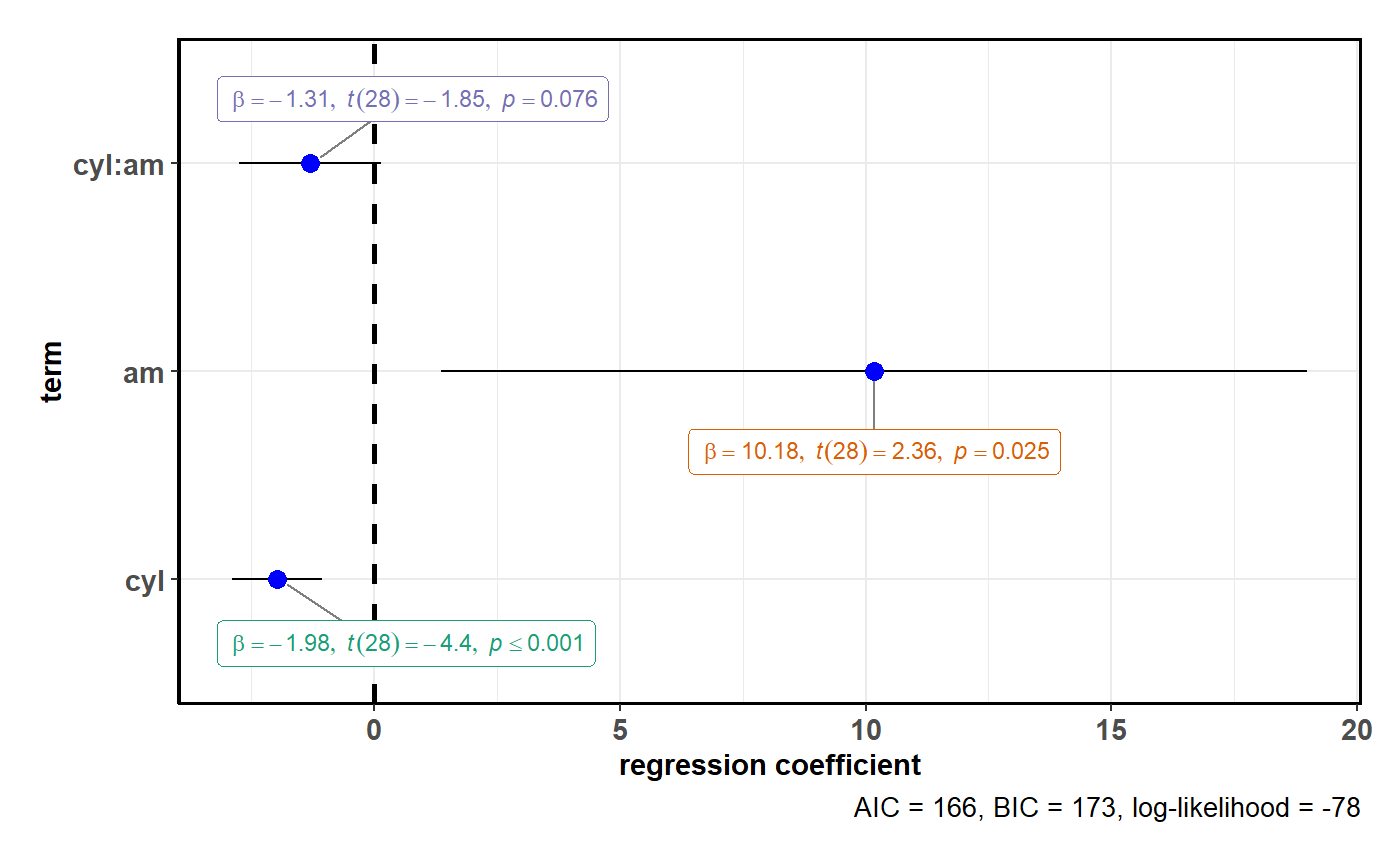 β = −1.31, t(28) = −1.85, p = 0.076
cyl:am
term
am
β = 10.18, t(28) = 2.36, p = 0.025
cyl
β = −1.98, t(28) = −4.4, p ≤ 0.001
0 5 10 15 20
regression coefficient
AIC = 166, BIC = 173, log-likelihood = -78